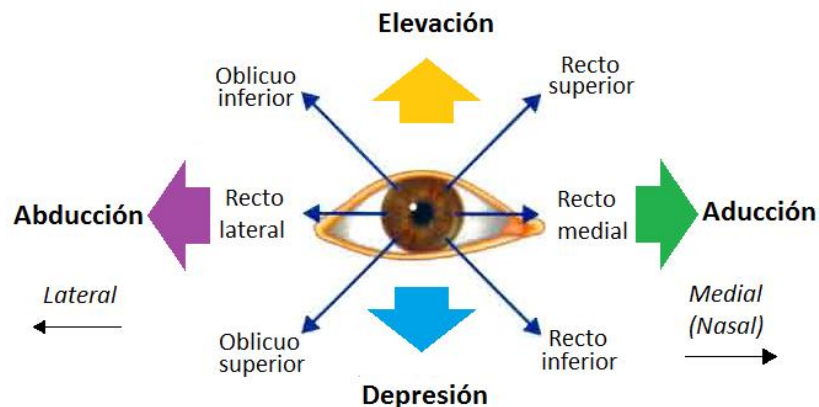 Elevación
Oblicuo
inferior
Recto
superior
Abducción
Recto
lateral
Recto
medial
Aducción
Lateral
Medial
(Nasal)
Oblicuo
superior
Recto
inferior
Depresión